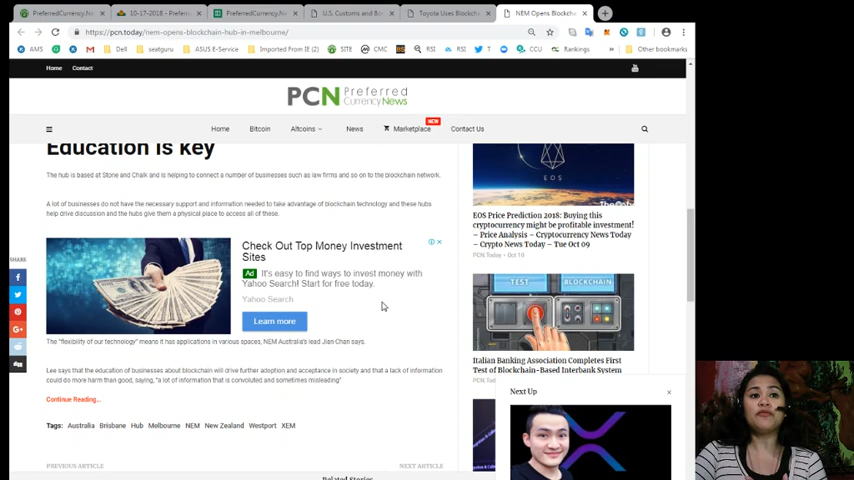 PreferredCurrency.Ne
10-17-2018 - Preferre
PreferredCurrency.Ne
U.S. Customs and Bor
Toyota Uses Blockcha
NEM Opens Blockchai
https://pcn.today/nem-opens-blockchain-hub-in-melbourne/
AMS
Dell
seatguru
ASUS E-Service
Imported From IE (2)
SITE
CMC
RSI
RSI
T
CCU
Rankings
Other bookmarks
Home
Contact
PCN Preferred
Currency News
Home
Bitcoin
Altcoins
News
Marketplace
NEW
Contact Us
Education is key
The hub is based at Stone and Chalk and is helping to connect a number of businesses such as law firms and so on to the blockchain network.
A lot of businesses do not have the necessary support and information needed to take advantage of blockchain technology and these hubs
help drive discussion and the hubs give them a physical place to access all of these.
SHARE
Check Out Top Money Investment
Sites
Ad It's easy to find ways to invest money with
Yahoo Search! Start for free today.
Yahoo Search
Learn more
The "flexibility of our technology" means it has applications in various spaces, NEM Australia's lead Jian Chan says.
Lee says that the education of businesses about blockchain will drive further adoption and acceptance in society and that a lack of information
could do more harm than good, saying, "a lot of information that is convoluted and sometimes misleading"
Continue Reading...
Tags: Australia Brisbane Hub Melbourne NEM New Zealand Westport XEM
PREVIOUS ARTICLE
NEXT ARTICLE
Related Stories
EOS
EOS Price Prediction 2018: Buying this
cryptocurrency might be profitable investment!
– Price Analysis – Cryptocurrency News Today
– Crypto News Today – Tue Oct 09
PCN Today - Oct 10
TEST
BLOCKCHAIN
Italian Banking Association Completes First
Test of Blockchain-Based Interbank System
PCN Tod
Next Up